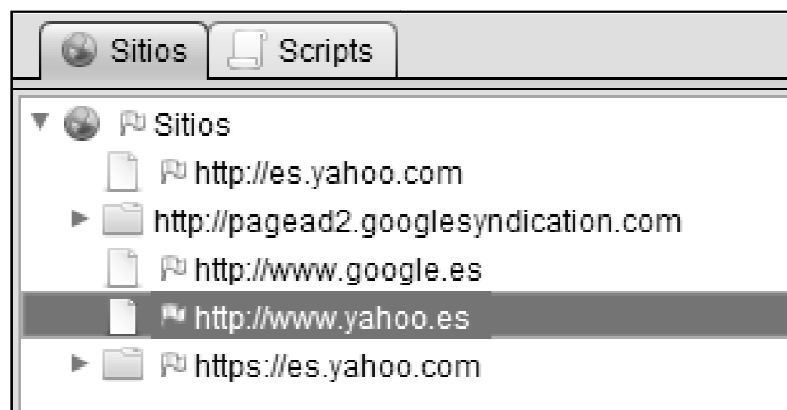 Sitios Scripts
Sitios
http://es.yahoo.com
http://pagead2.googlesyndication.com
http://www.google.es
http://www.yahoo.es
https://es.yahoo.com